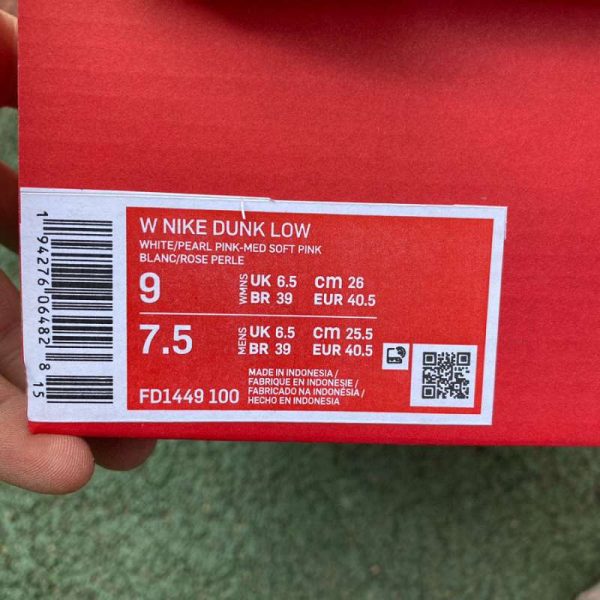 W NIKE DUNK LOW
WHITE/PEARL PINK-MED SOFT PINK
BLANC/ROSE PERLE
9 WMNS UK 6.5 cm 26
BR 39 EUR 40.5
7.5 MENS UK 6.5 cm 25.5
BR 39 EUR 40.5
MADE IN INDONESIA /
FABRIQUE EN INDONESIE /
FABRICADO NA INDONÉSIA /
HECHO EN INDONESIA
FD1449 100
1 94276 06482 8 15